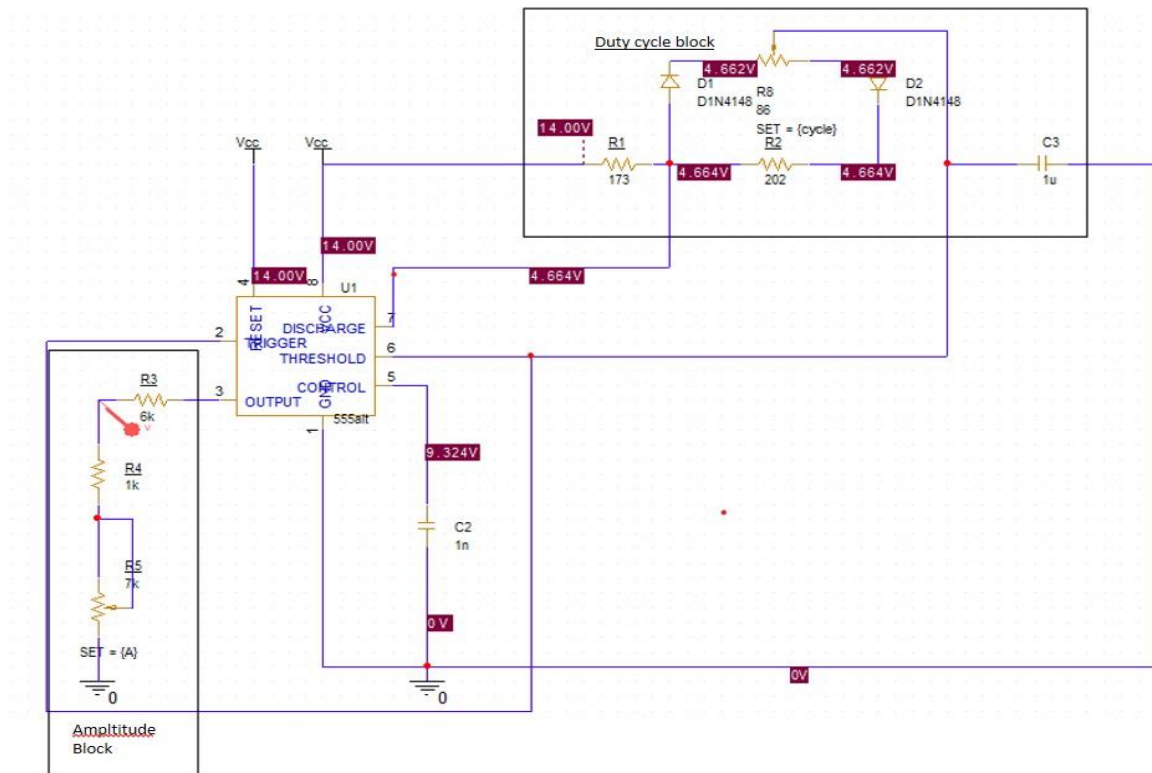 Duty cycle block
4.662V
4.662V
D1
D1N4148
R8
86
D2
D1N4148
SET = {cycle}
14.00V
R1
173
4.664V
R2
202
4.664V
C3
1u
Vcc
Vcc
14.00V
14.00V
4.664V
4
8
U1
RESET
VCC
7
DISCHARGE
2
TRIGGER
6
THRESHOLD
5
CONTROL
3
OUTPUT
GND
555alt
1
R3
6k
V
R4
1k
9.324V
C2
1n
R5
7k
0V
SET = {A}
0
0
0V
Ampltitude
Block